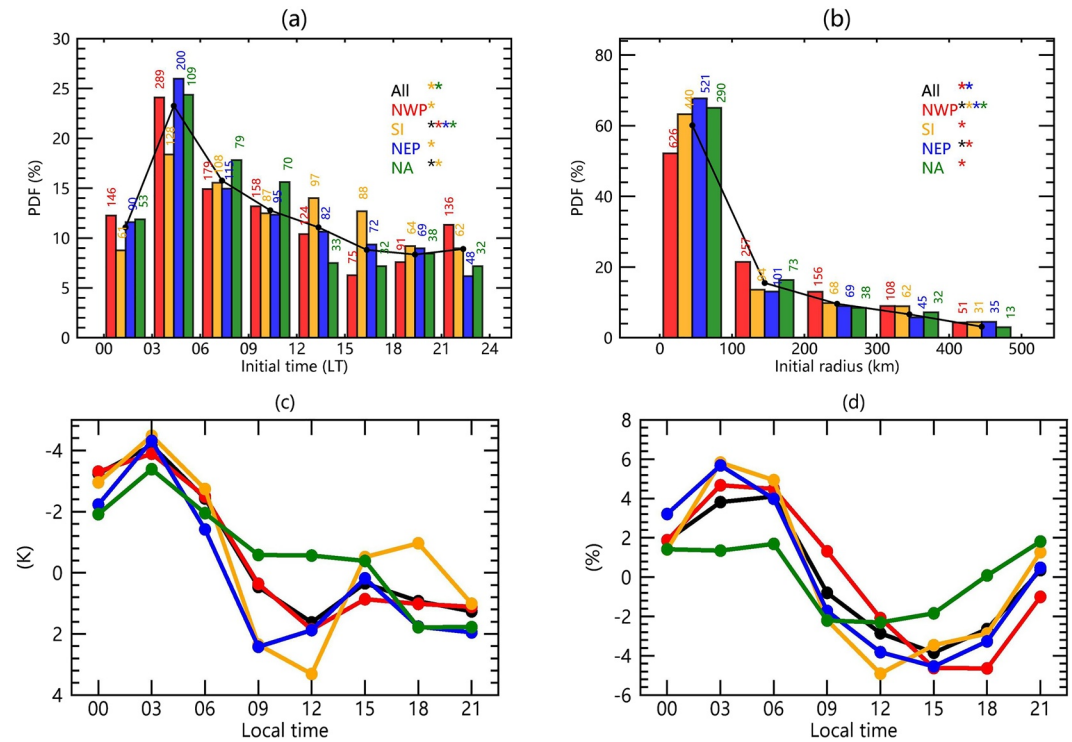 (a)
PDF (%)
30
25
20
15
10
5
0
146 61 90 53
289 128 200 109
179 108 115 79
158 87 95 70
124 97 82 33
75 88 72 32
91 64 69 38
136 62 48 32
All **
NWP *
SI ****
NEP *
NA **
00 03 06 09 12 15 18 21 24
Initial time (LT)
(b)
PDF (%)
80
60
40
20
0
626 440 521 290
257 94 101 73
156 68 69 38
108 62 45 32
51 31 35 13
All **
NWP ****
SI *
NEP **
NA *
0 100 200 300 400 500
Initial radius (km)
(c)
(K)
-4
-2
0
2
4
00 03 06 09 12 15 18 21
Local time
(d)
(%)
8
6
4
2
0
-2
-4
-6
00 03 06 09 12 15 18 21
Local time